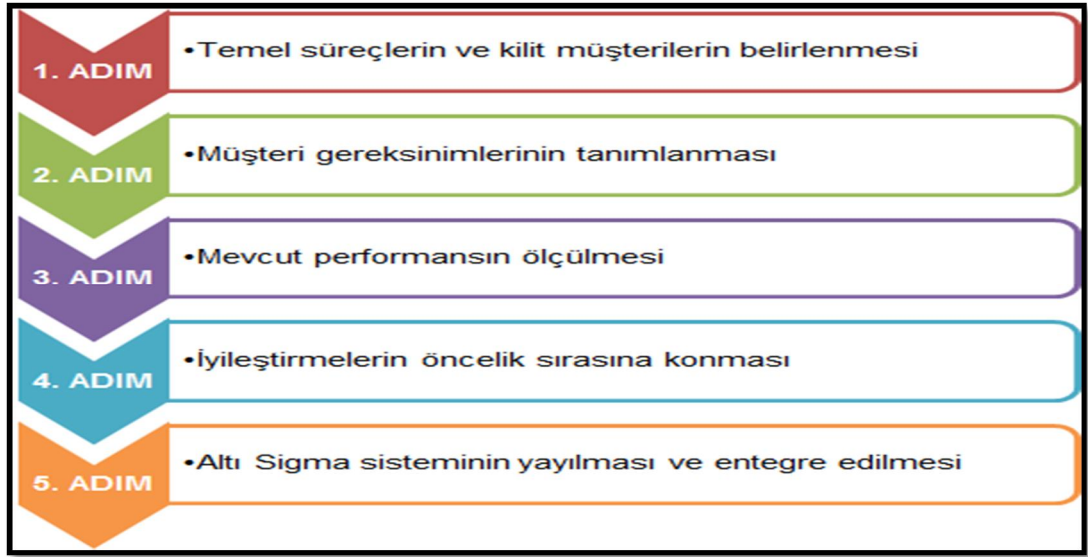 1. ADIM
•Temel süreçlerin ve kilit müşterilerin belirlenmesi
2. ADIM
•Müşteri gereksinimlerinin tanımlanması
3. ADIM
•Mevcut performansın ölçülmesi
4. ADIM
•İyileştirmelerin öncelik sırasına konması
5. ADIM
•Altı Sigma sisteminin yayılması ve entegre edilmesi